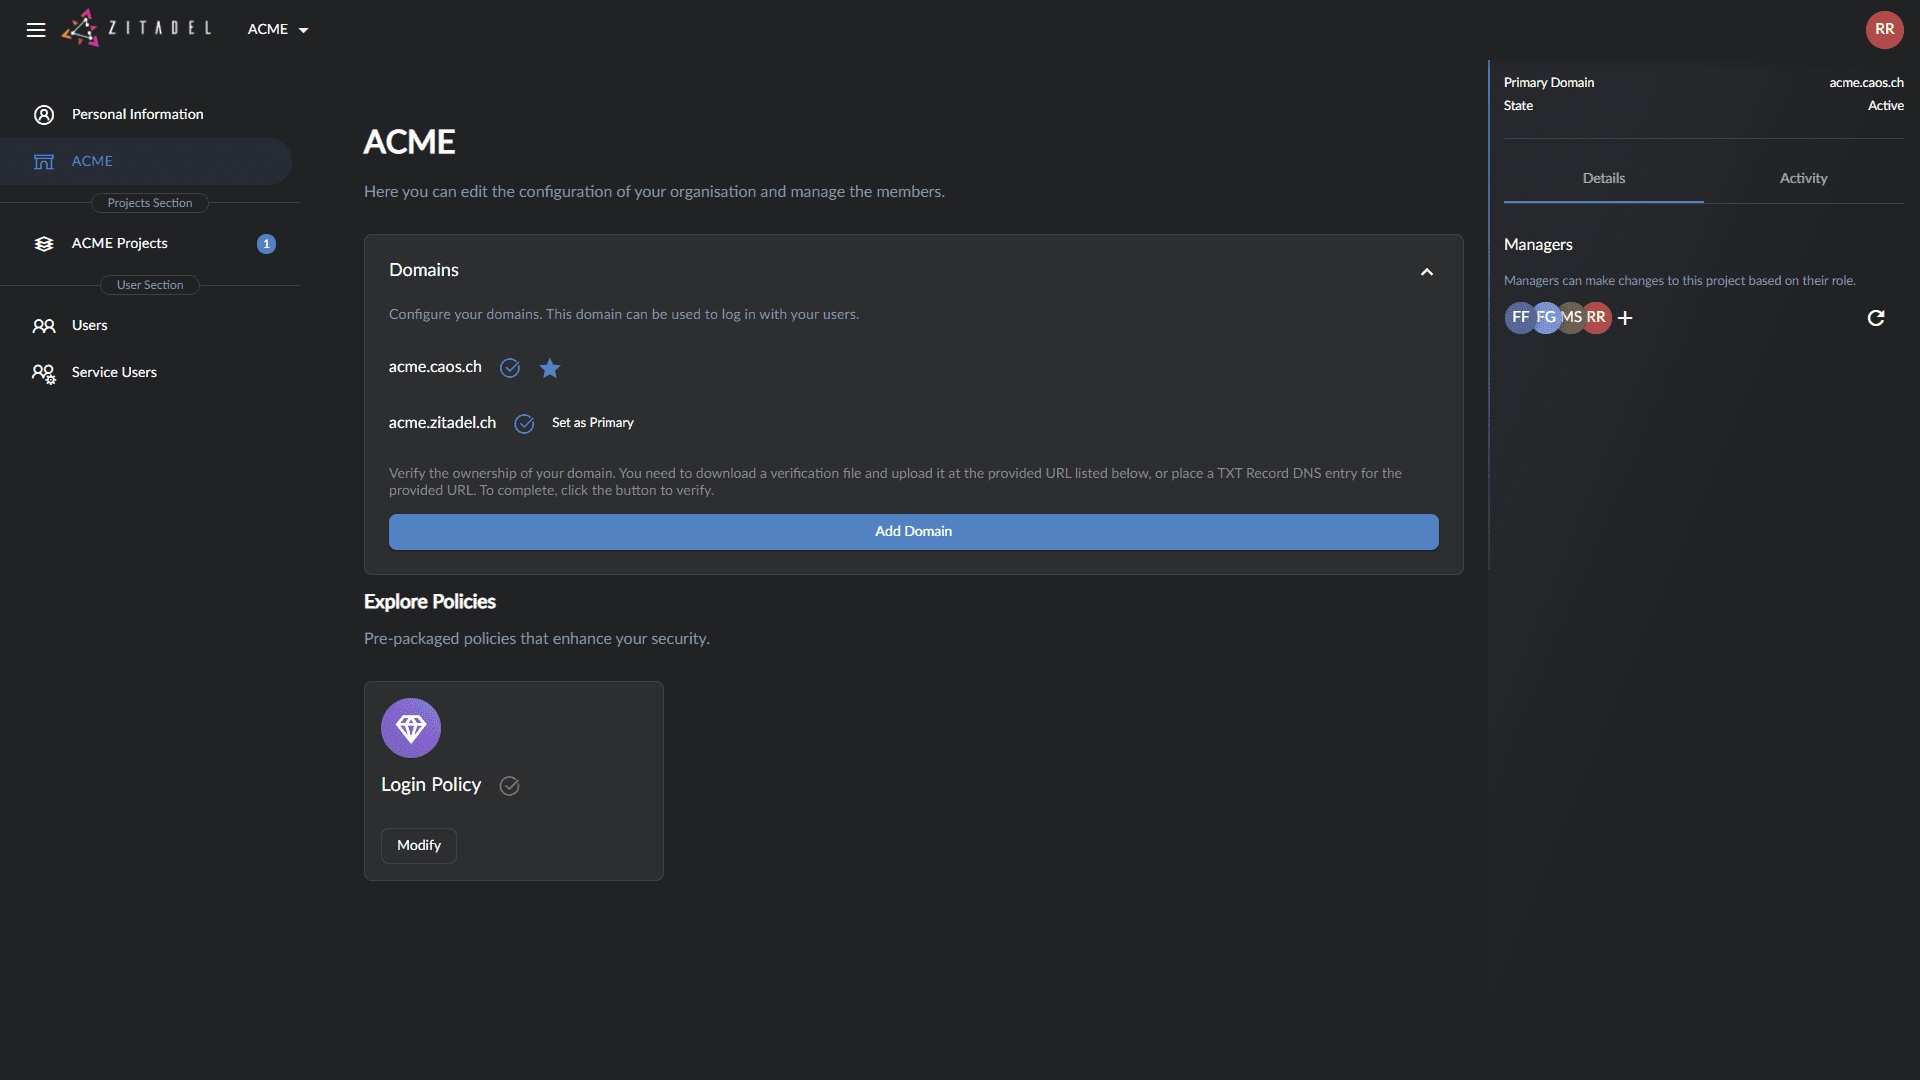 ZITADEL
ACME
RR
Personal Information
ACME
Projects Section
ACME Projects
1
User Section
Users
Service Users
ACME
Here you can edit the configuration of your organisation and manage the members.
Domains
Configure your domains. This domain can be used to log in with your users.
acme.caos.ch
acme.zitadel.ch
Set as Primary
Verify the ownership of your domain. You need to download a verification file and upload it at the provided URL listed below, or place a TXT Record DNS entry for the
provided URL. To complete, click the button to verify.
Add Domain
Explore Policies
Pre-packaged policies that enhance your security.
Login Policy
Modify
Primary Domain
acme.caos.ch
State
Active
Details
Activity
Managers
Managers can make changes to this project based on their role.
FF FG MS RR